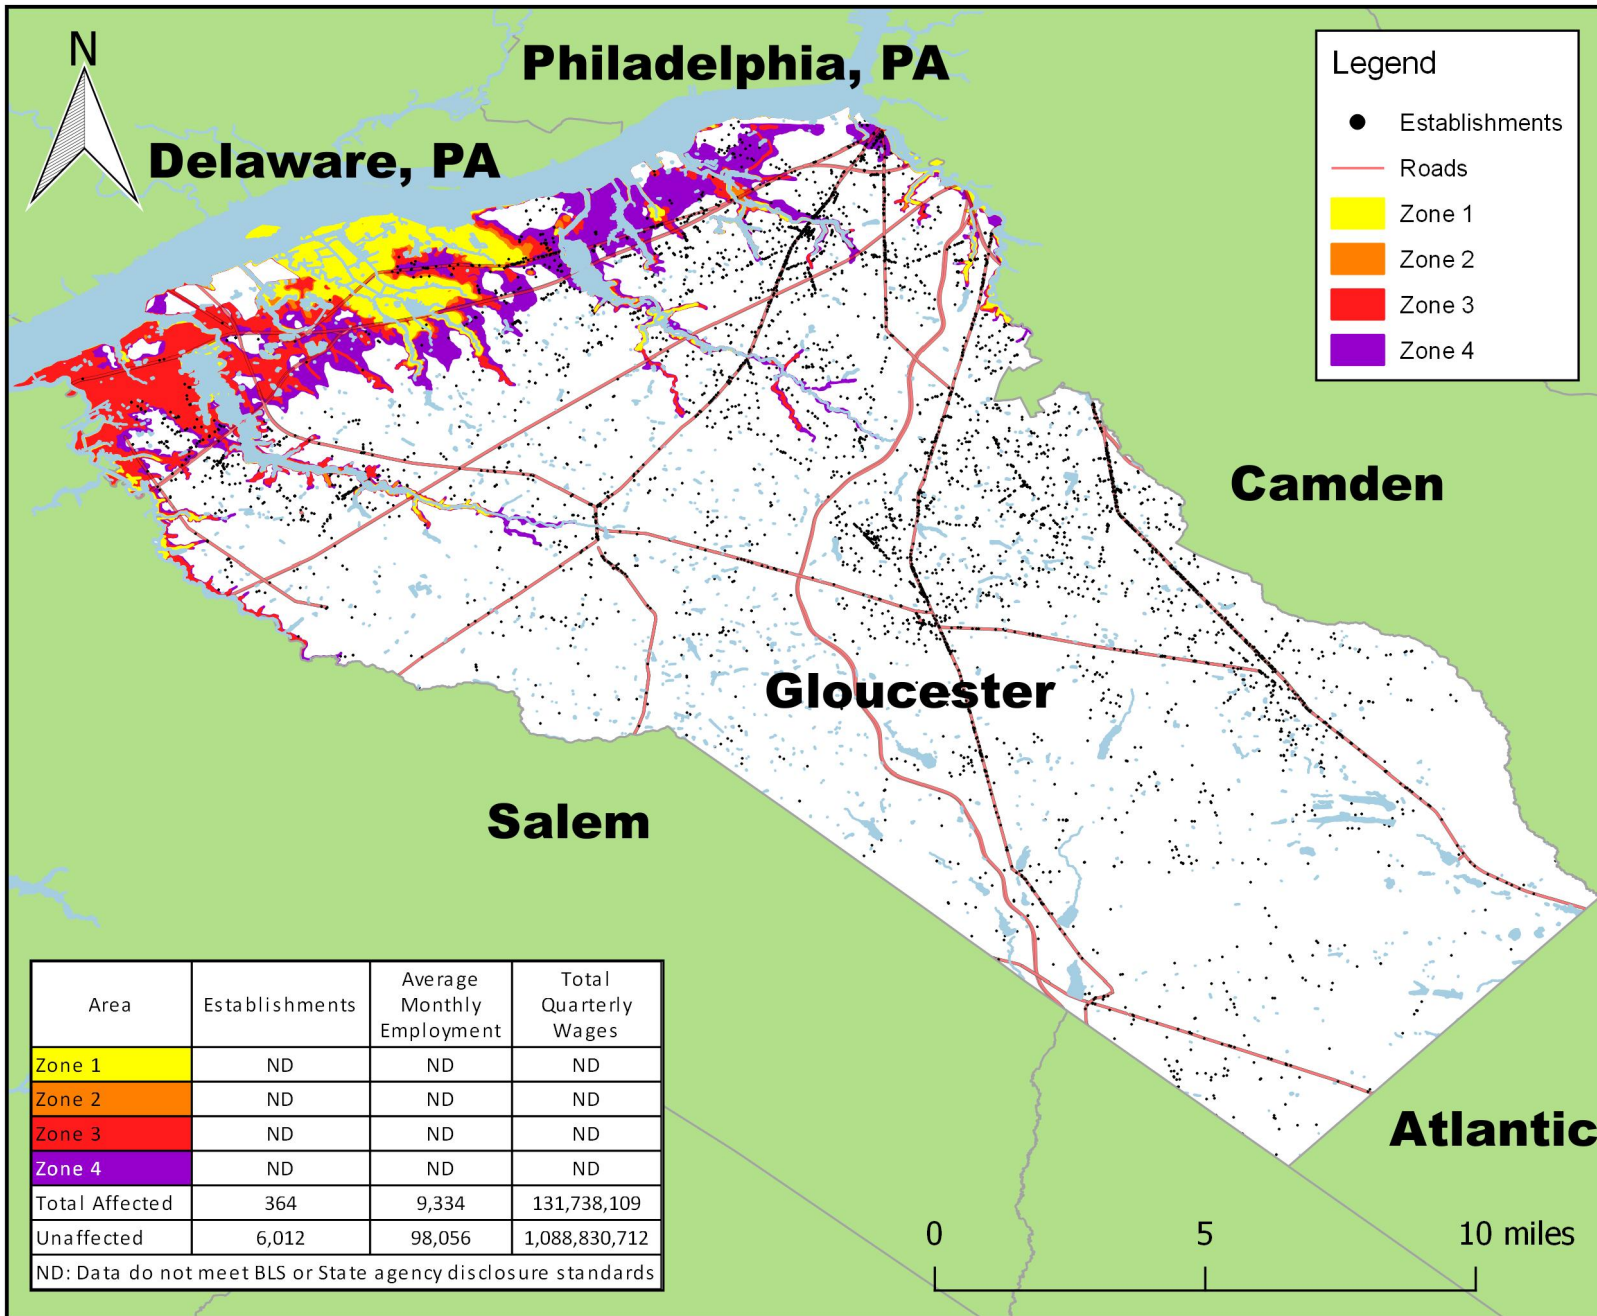 N
Philadelphia, PA
Delaware, PA
Legend
Establishments
Roads
Zone 1
Zone 2
Zone 3
Zone 4
Camden
Gloucester
Salem
Atlantic
Area Establishments Average Monthly Employment Total Quarterly Wages
Zone 1 ND ND ND
Zone 2 ND ND ND
Zone 3 ND ND ND
Zone 4 ND ND ND
Total Affected 364 9,334 131,738,109
Unaffected 6,012 98,056 1,088,830,712
ND: Data do not meet BLS or State agency disclosure standards
0 5 10 miles